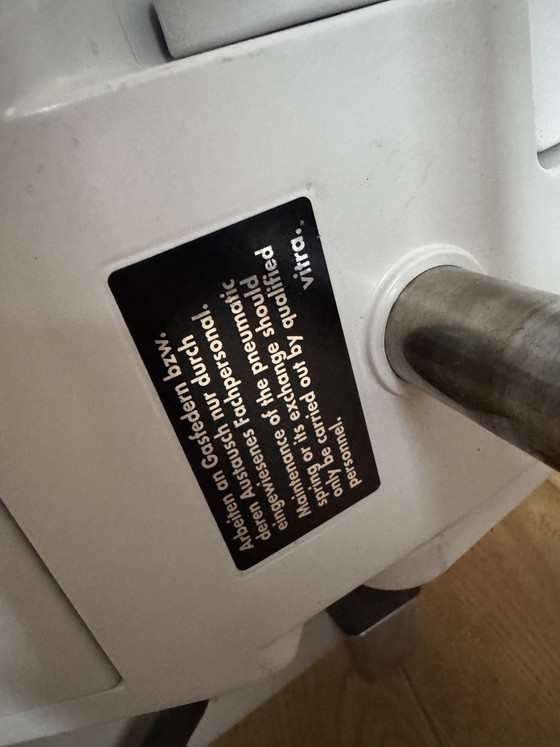 Arbeiten an Gasfedern bzw.
deren Austausch nur durch
eingewiesenes Fachpersonal.
Maintenance of the pneumatic
spring or its exchange should
only be carried out by qualified
personnel.
vitra.